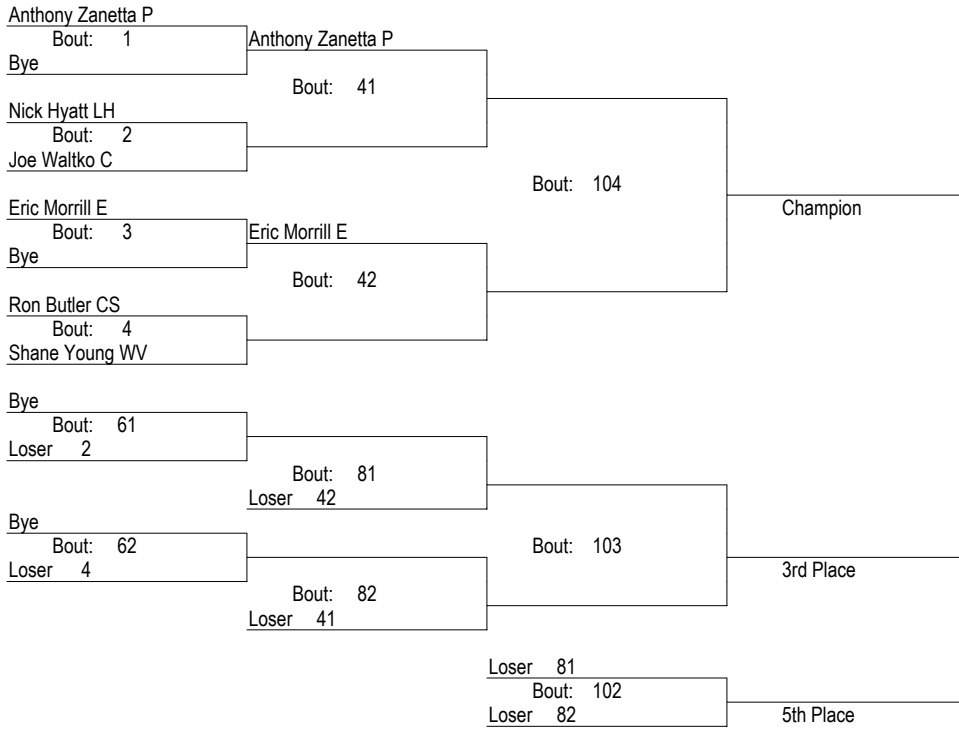 Anthony Zanetta P
Bout: 1
Bye
Anthony Zanetta P
Bout: 41
Nick Hyatt LH
Bout: 2
Joe Waltko C
Bout: 104
Champion
Eric Morrill E
Bout: 3
Bye
Eric Morrill E
Bout: 42
Ron Butler CS
Bout: 4
Shane Young WV
Bye
Bout: 61
Loser 2
Bout: 81
Loser 42
Bye
Bout: 62
Loser 4
Bout: 103
3rd Place
Bout: 82
Loser 41
Loser 81
Bout: 102
Loser 82
5th Place